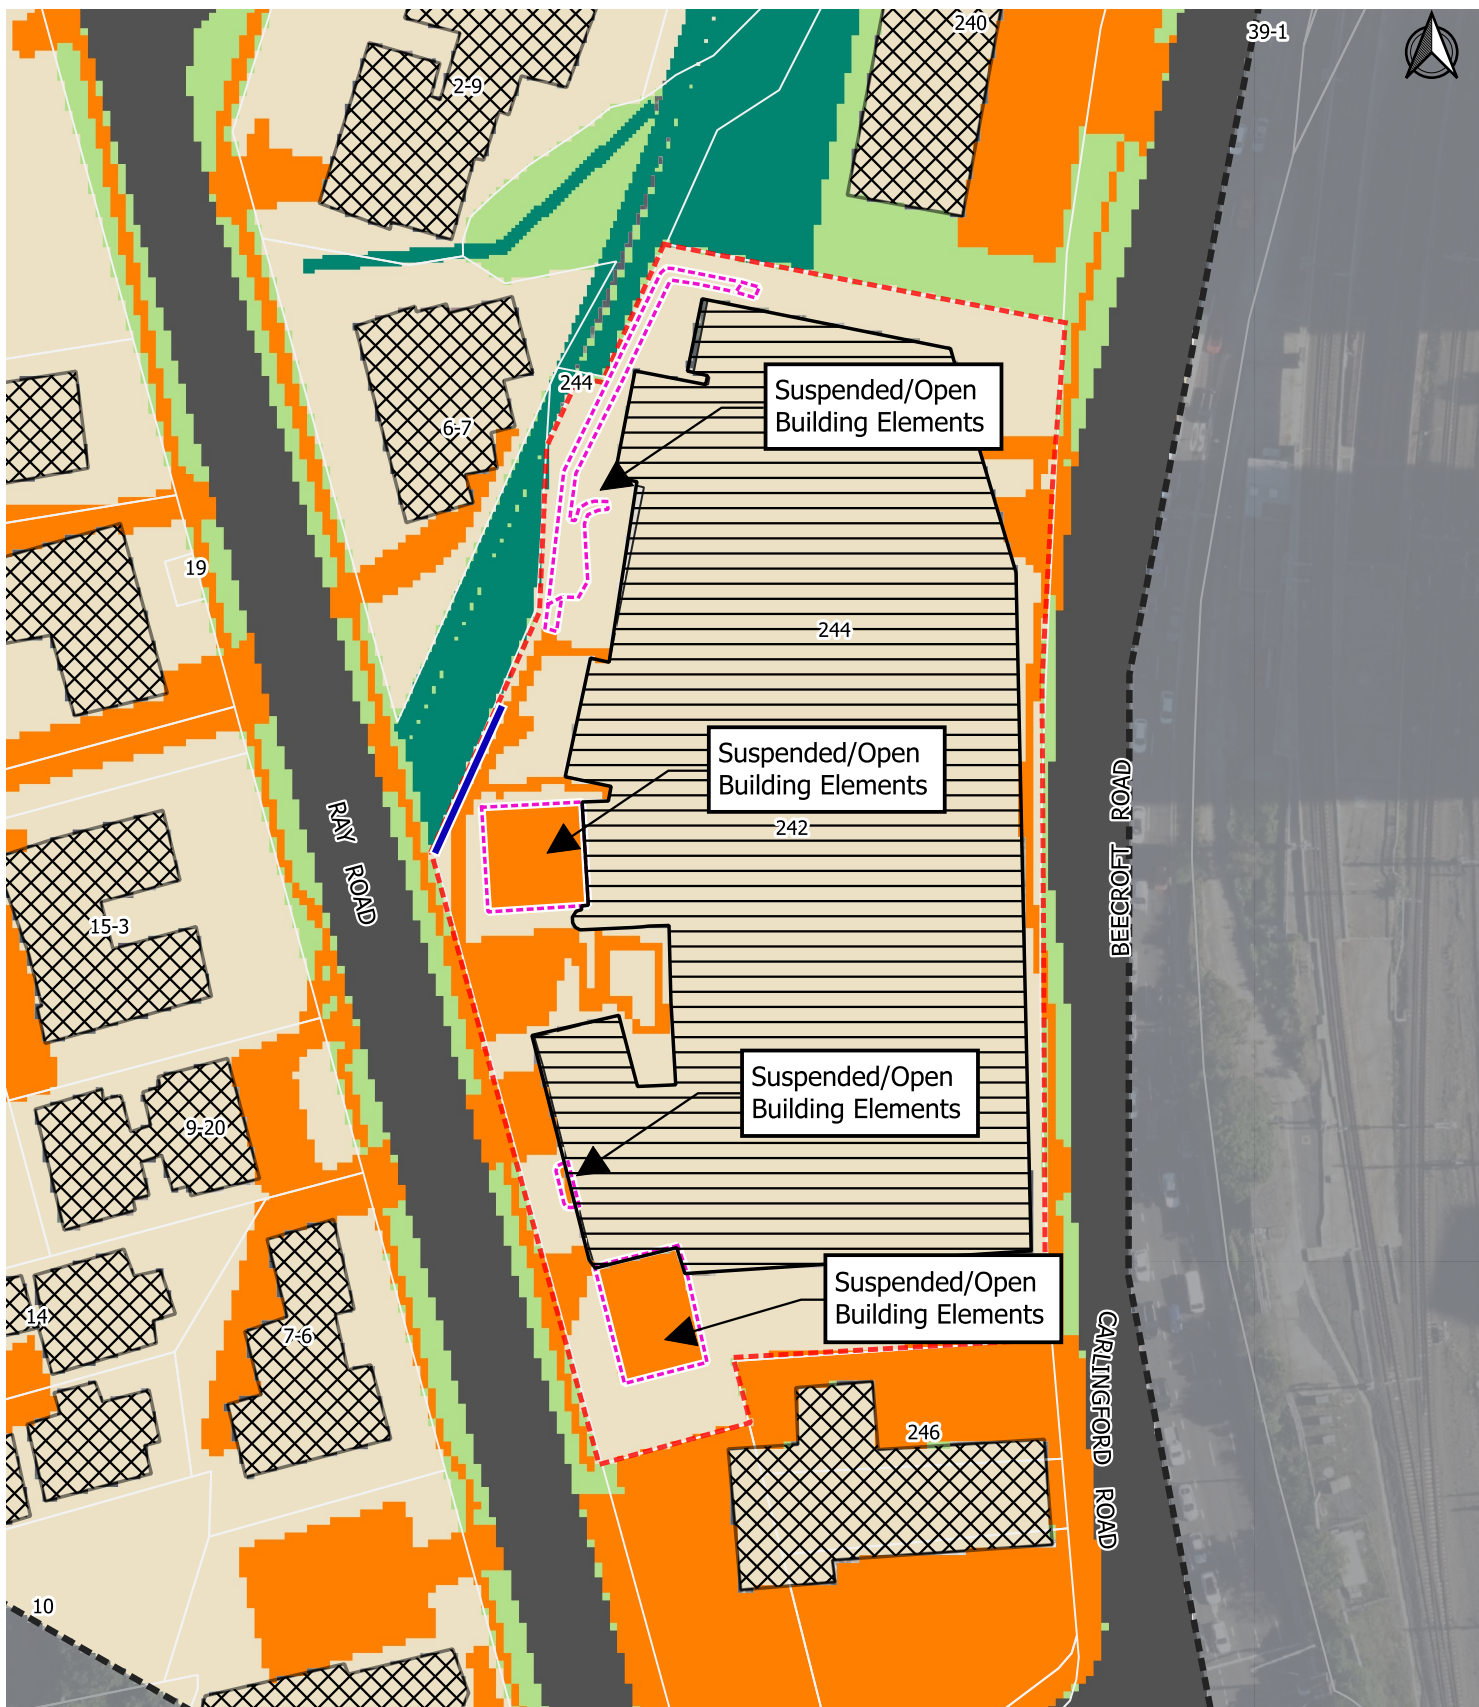 240
39-1
2-9
244
Suspended/Open
Building Elements
6-7
19
244
Suspended/Open
Building Elements
242
RAY ROAD
BEECROFT ROAD
15-3
Suspended/Open
Building Elements
9-20
Suspended/Open
Building Elements
14
7-6
CARLINGFORD ROAD
246
10